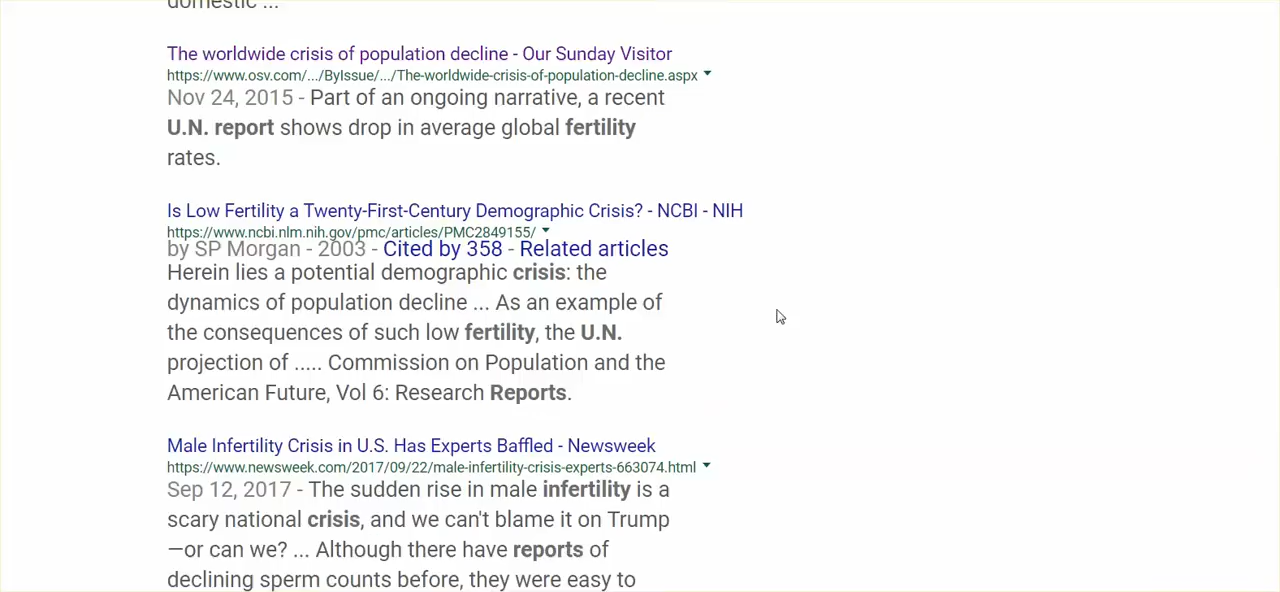 domestic ...
The worldwide crisis of population decline - Our Sunday Visitor
https://www.osv.com/.../ByIssue/.../The-worldwide-crisis-of-population-decline.aspx
Nov 24, 2015 - Part of an ongoing narrative, a recent
U.N. report shows drop in average global fertility
rates.
Is Low Fertility a Twenty-First-Century Demographic Crisis? - NCBI - NIH
https://www.ncbi.nlm.nih.gov/pmc/articles/PMC2849155/
by SP Morgan - 2003 - Cited by 358 - Related articles
Herein lies a potential demographic crisis: the
dynamics of population decline ... As an example of
the consequences of such low fertility, the U.N.
projection of ..... Commission on Population and the
American Future, Vol 6: Research Reports.
Male Infertility Crisis in U.S. Has Experts Baffled - Newsweek
https://www.newsweek.com/2017/09/22/male-infertility-crisis-experts-663074.html
Sep 12, 2017 - The sudden rise in male infertility is a
scary national crisis, and we can't blame it on Trump
—or can we? ... Although there have reports of
declining sperm counts before, they were easy to